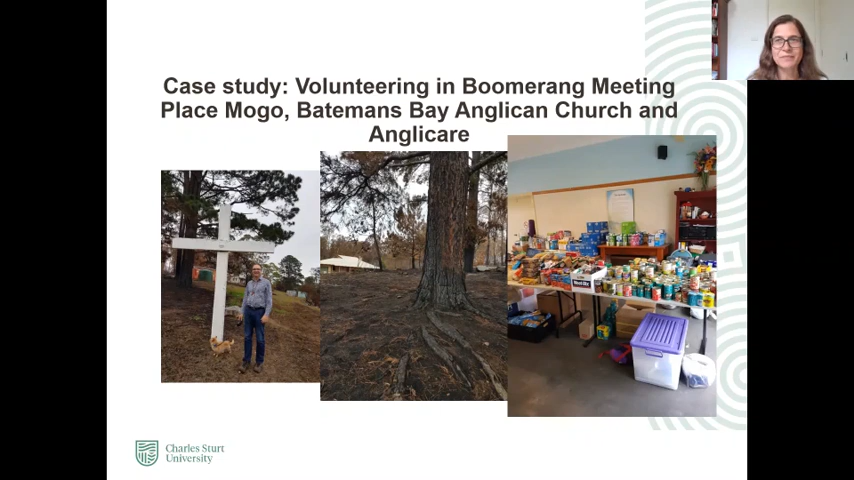 Case study: Volunteering in Boomerang Meeting
Place Mogo, Batemans Bay Anglican Church and
Anglicare
Charles Sturt
University